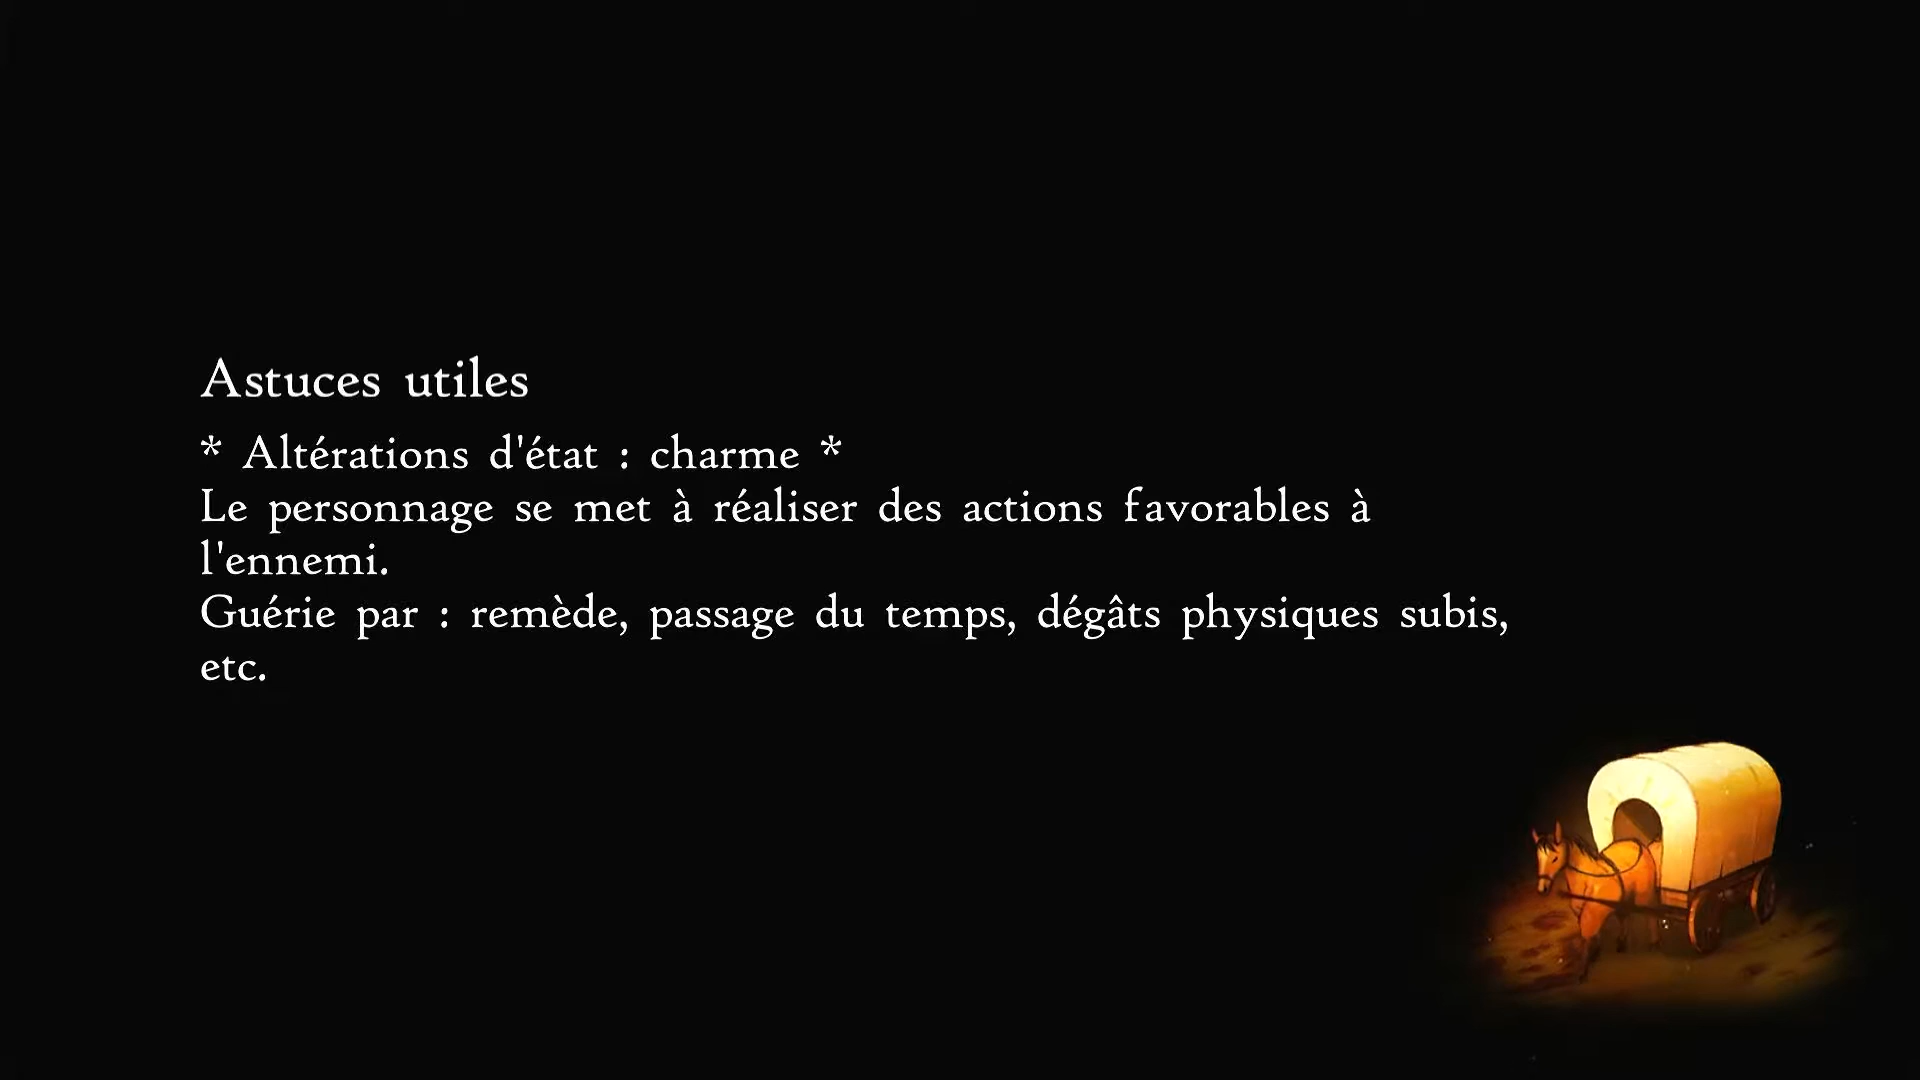 Astuces utiles
* Altérations d'état : charme *
Le personnage se met à réaliser des actions favorables à
l'ennemi.
Guérie par : remède, passage du temps, dégâts physiques subis,
etc.